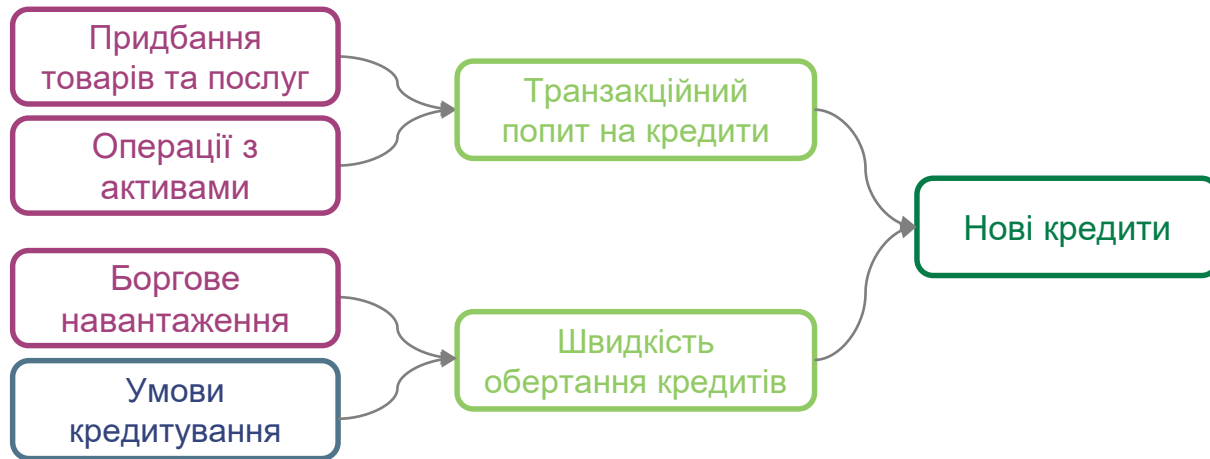 Придбання
товарів та послуг
Операції з
активами
Боргове
навантаження
Умови
кредитування
Транзакційний
попит на кредити
Швидкість
обертання кредитів
Нові кредити